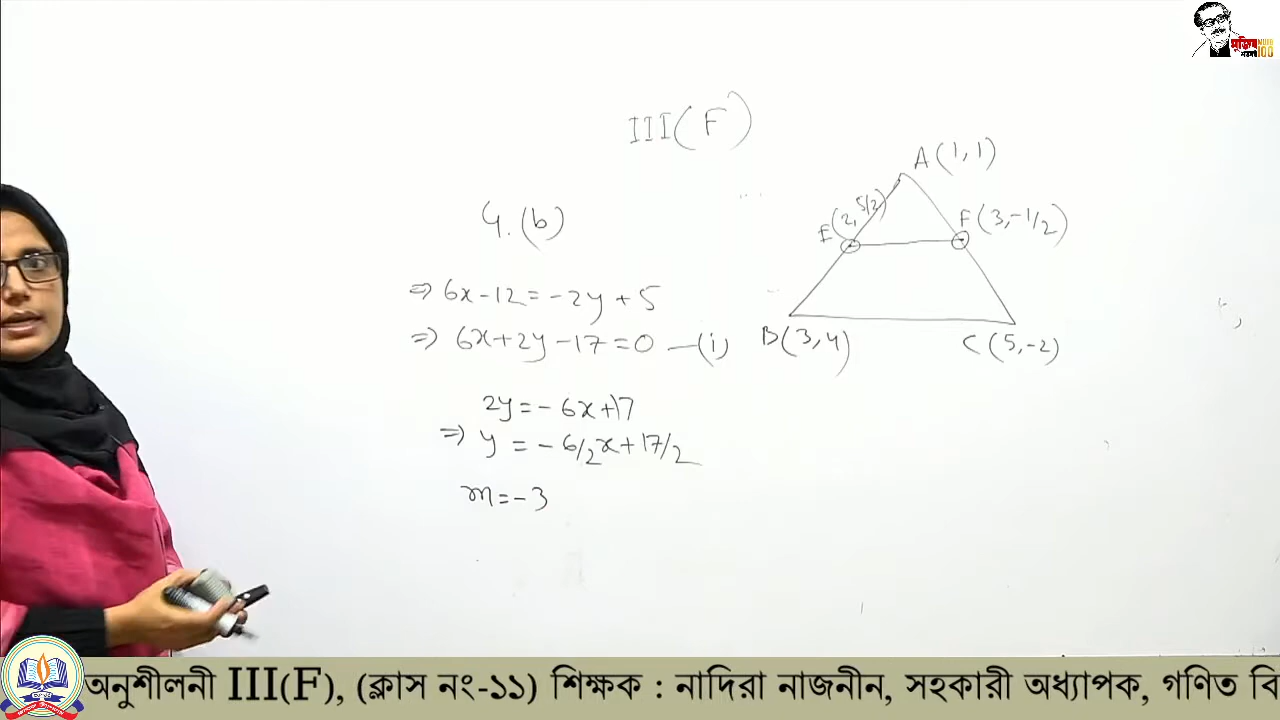 III(F)
4.(b)
⇒ 6x-12=-2y+5
⇒ 6x+2y-17=0 —(i)
2y=-6x+17
⇒ y = -6/2x+17/2
m=-3
A(1,1)
E(2,5/2)
F(3,-1/2)
B(3,4)
C(5,-2)
100
অনুশীলনী III(F), (ক্লাস নং-১১) শিক্ষক : নাদিরা নাজনীন, সহকারী অধ্যাপক, গণিত বি